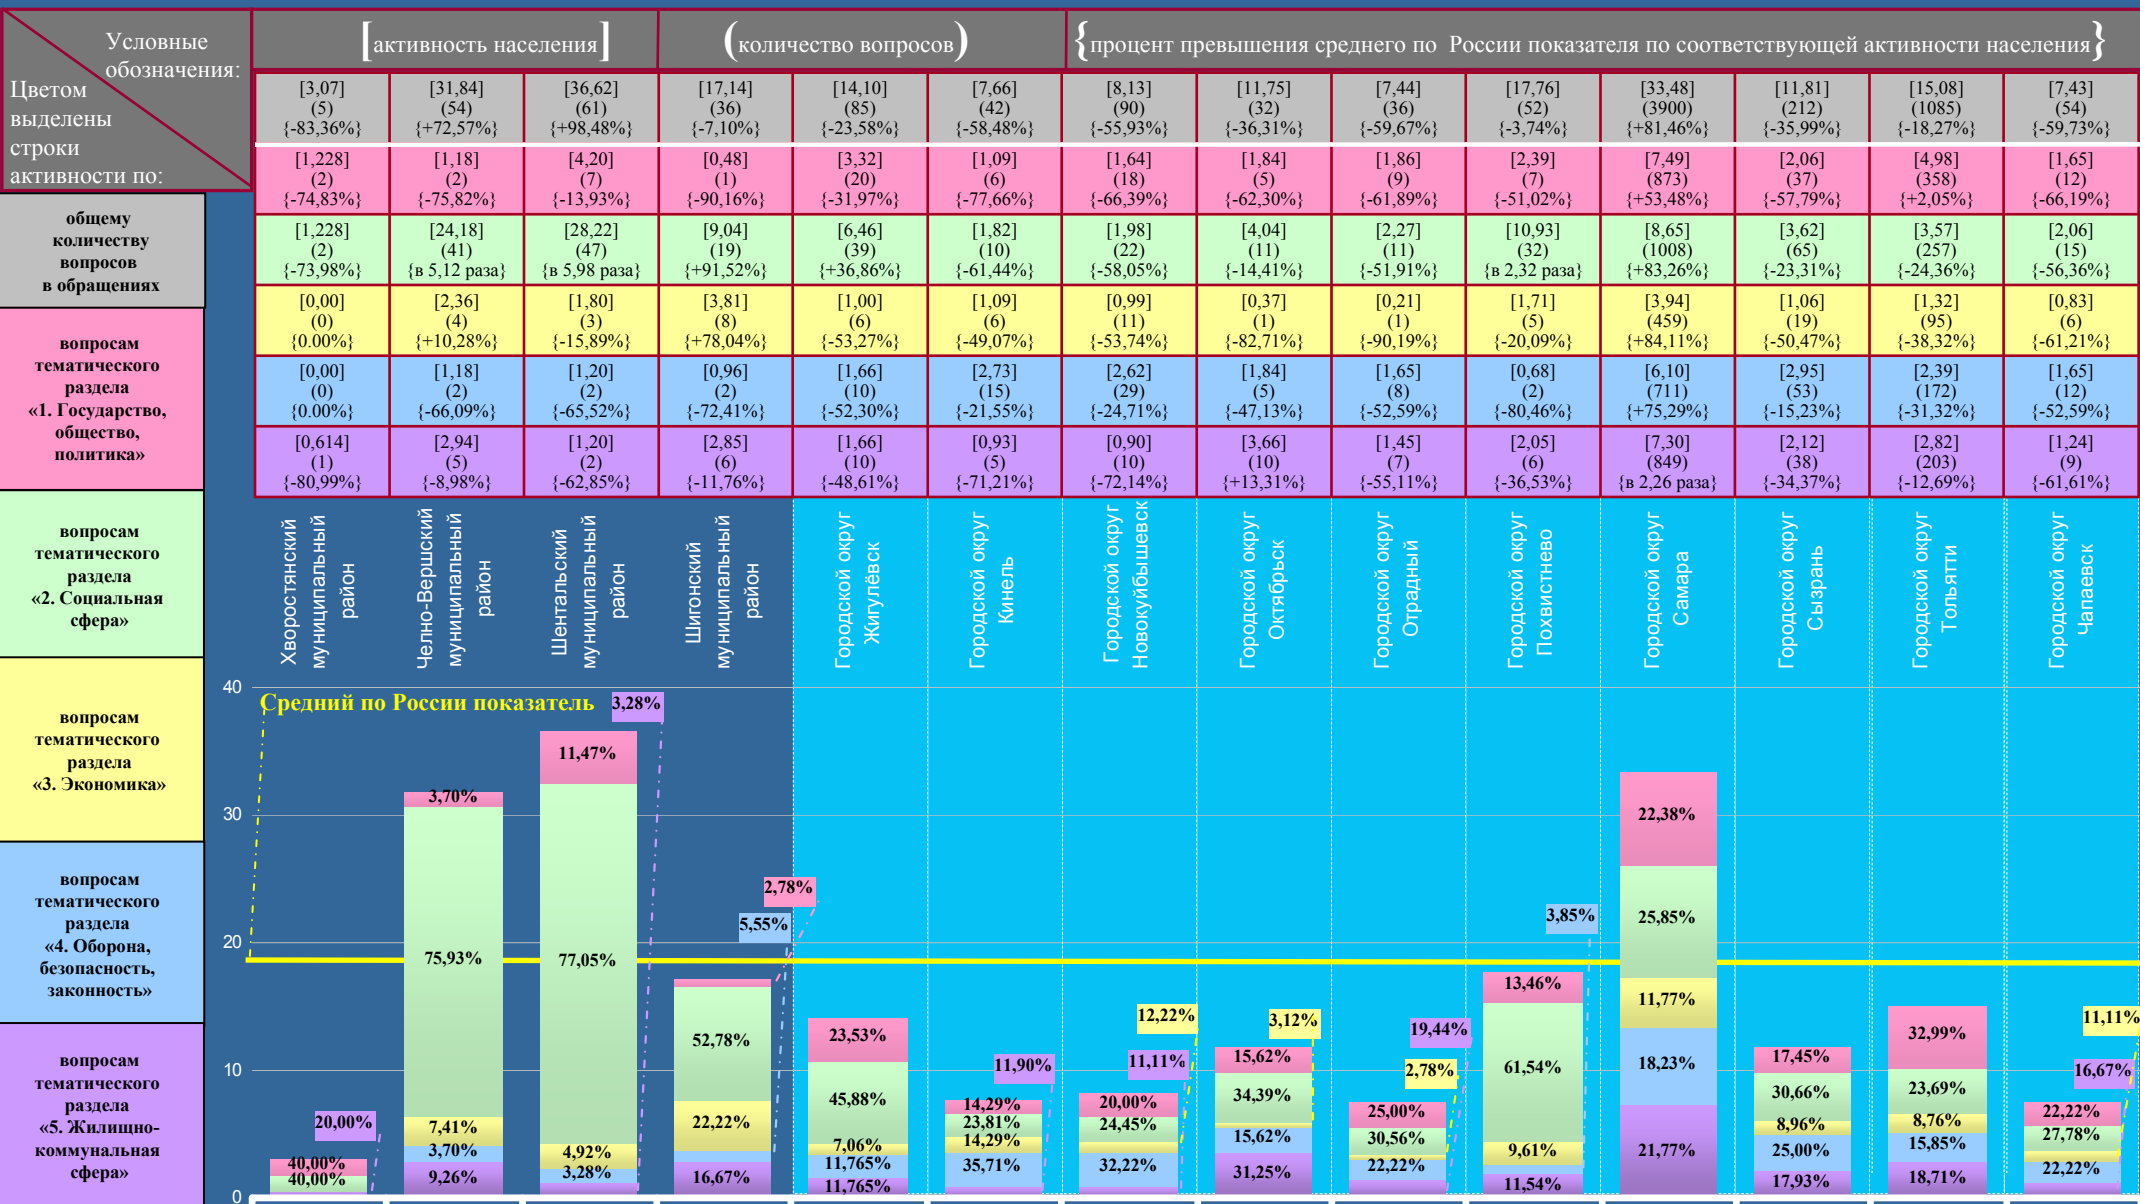 Условные
обозначения:
Цветом
выделены
строки
активности по:
[активность населения]
(количество вопросов)
{процент превышения среднего по России показателя по соответствующей активности населения}
[3,07] [31,84] [36,62] [17,14] [14,10] [7,66] [8,13] [11,75] [7,44] [17,76] [33,48] [11,81] [15,08] [7,43]
(5) (54) (61) (36) (85) (42) (90) (32) (36) (52) (3900) (212) (1085) (54)
{-83,36%} {+72,57%} {+98,48%} {-7,10%} {-23,58%} {-58,48%} {-55,93%} {-36,31%} {-59,67%} {-3,74%} {+81,46%} {-35,99%} {-18,27%} {-59,73%}
[1,228] [1,18] [4,20] [0,48] [3,32] [1,09] [1,64] [1,84] [1,86] [2,39] [7,49] [2,06] [4,98] [1,65]
(2) (2) (7) (1) (20) (6) (18) (5) (9) (7) (873) (37) (358) (12)
{-74,83%} {-75,82%} {-13,93%} {-90,16%} {-31,97%} {-77,66%} {-66,39%} {-62,30%} {-61,89%} {-51,02%} {+53,48%} {-57,79%} {+2,05%} {-66,19%}
[1,228] [24,18] [28,22] [9,04] [6,46] [1,82] [1,98] [4,04] [2,27] [10,93] [8,65] [3,62] [3,57] [2,06]
(2) (41) (47) (19) (39) (10) (22) (11) (11) (32) (1008) (65) (257) (15)
{-73,98%} {в 5,12 раза} {в 5,98 раза} {+91,52%} {+36,86%} {-61,44%} {-58,05%} {-14,41%} {-51,91%} {в 2,32 раза} {+83,26%} {-23,31%} {-24,36%} {-56,36%}
[0,00] [2,36] [1,80] [3,81] [1,00] [1,09] [0,99] [0,37] [0,21] [1,71] [3,94] [1,06] [1,32] [0,83]
(0) (4) (3) (8) (6) (6) (11) (1) (1) (5) (459) (19) (95) (6)
{0.00%} {+10,28%} {-15,89%} {+78,04%} {-53,27%} {-49,07%} {-53,74%} {-82,71%} {-90,19%} {-20,09%} {+84,11%} {-50,47%} {-38,32%} {-61,21%}
[0,00] [1,18] [1,20] [0,96] [1,66] [2,73] [2,62] [1,84] [1,65] [0,68] [6,10] [2,95] [2,39] [1,65]
(0) (2) (2) (2) (10) (15) (29) (5) (8) (2) (711) (53) (172) (12)
{0.00%} {-66,09%} {-65,52%} {-72,41%} {-52,30%} {-21,55%} {-24,71%} {-47,13%} {-52,59%} {-80,46%} {+75,29%} {-15,23%} {-31,32%} {-52,59%}
[0,614] [2,94] [1,20] [2,85] [1,66] [0,93] [0,90] [3,66] [1,45] [2,05] [7,30] [2,12] [2,82] [1,24]
(1) (5) (2) (6) (10) (5) (10) (10) (7) (6) (849) (38) (203) (9)
{-80,99%} {-8,98%} {-62,85%} {-11,76%} {-48,61%} {-71,21%} {-72,14%} {+13,31%} {-55,11%} {-36,53%} {в 2,26 раза} {-34,37%} {-12,69%} {-61,61%}
общему
количеству
вопросов
в обращениях
вопросам
тематического
раздела
«1. Государство,
общество,
политика»
вопросам
тематического
раздела
«2. Социальная
сфера»
вопросам
тематического
раздела
«3. Экономика»
вопросам
тематического
раздела
«4. Оборона,
безопасность,
законность»
вопросам
тематического
раздела
«5. Жилищно-
коммунальная
сфера»
Хворостянский
муниципальный
район
Челно-Вершский
муниципальный
район
Шенталькский
муниципальный
район
Шигонский
муниципальный
район
Городской округ
Жигулёвск
Городской округ
Кинель
Городской округ
Новокуйбышевск
Городской округ
Октябрьск
Городской округ
Отрадный
Городской округ
Похвистнево
Городской округ
Самара
Городской округ
Сызрань
Городской округ
Тольятти
Городской округ
Чапаевск
40
30
20
10
0
Средний по России показатель
20,00%
40,00%
40,00%
3,70%
75,93%
7,41%
3,70%
9,26%
3,28%
11,47%
77,05%
4,92%
3,28%
2,78%
5,55%
52,78%
22,22%
16,67%
23,53%
45,88%
7,06%
11,765%
11,765%
11,90%
14,29%
23,81%
14,29%
35,71%
12,22%
11,11%
20,00%
24,45%
32,22%
3,12%
15,62%
34,39%
15,62%
31,25%
19,44%
2,78%
25,00%
30,56%
22,22%
3,85%
13,46%
61,54%
9,61%
11,54%
22,38%
25,85%
11,77%
18,23%
21,77%
17,45%
30,66%
8,96%
25,00%
17,93%
32,99%
23,69%
8,76%
15,85%
18,71%
11,11%
16,67%
22,22%
27,78%
22,22%